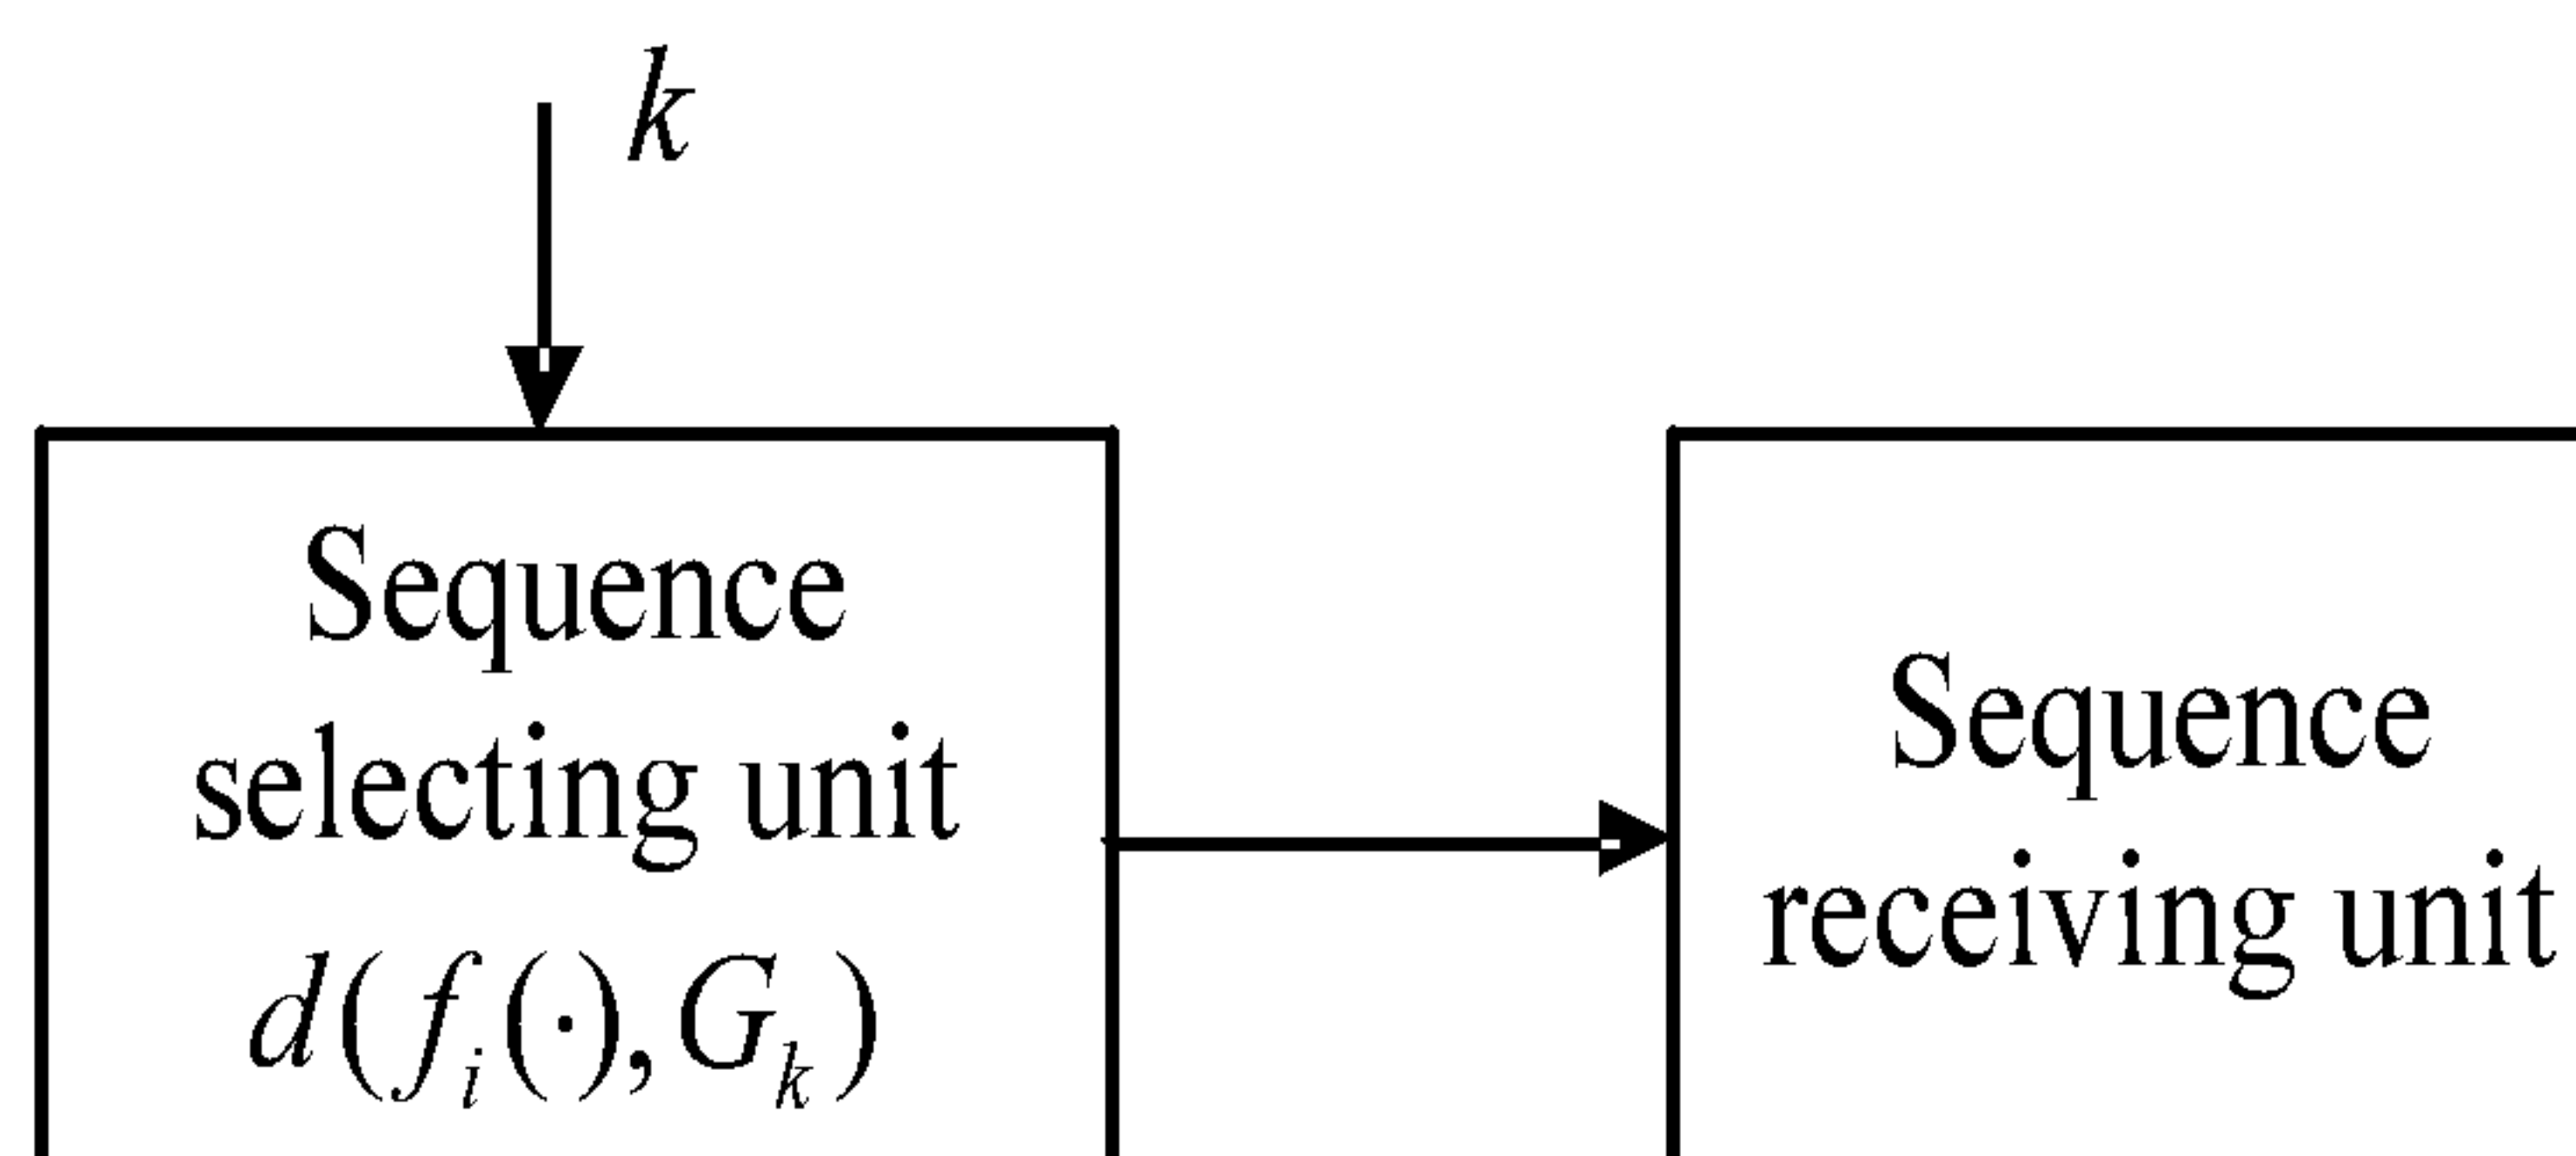 k
Sequence
selecting unit
d(f_i(·), G_k)
Sequence
receiving unit